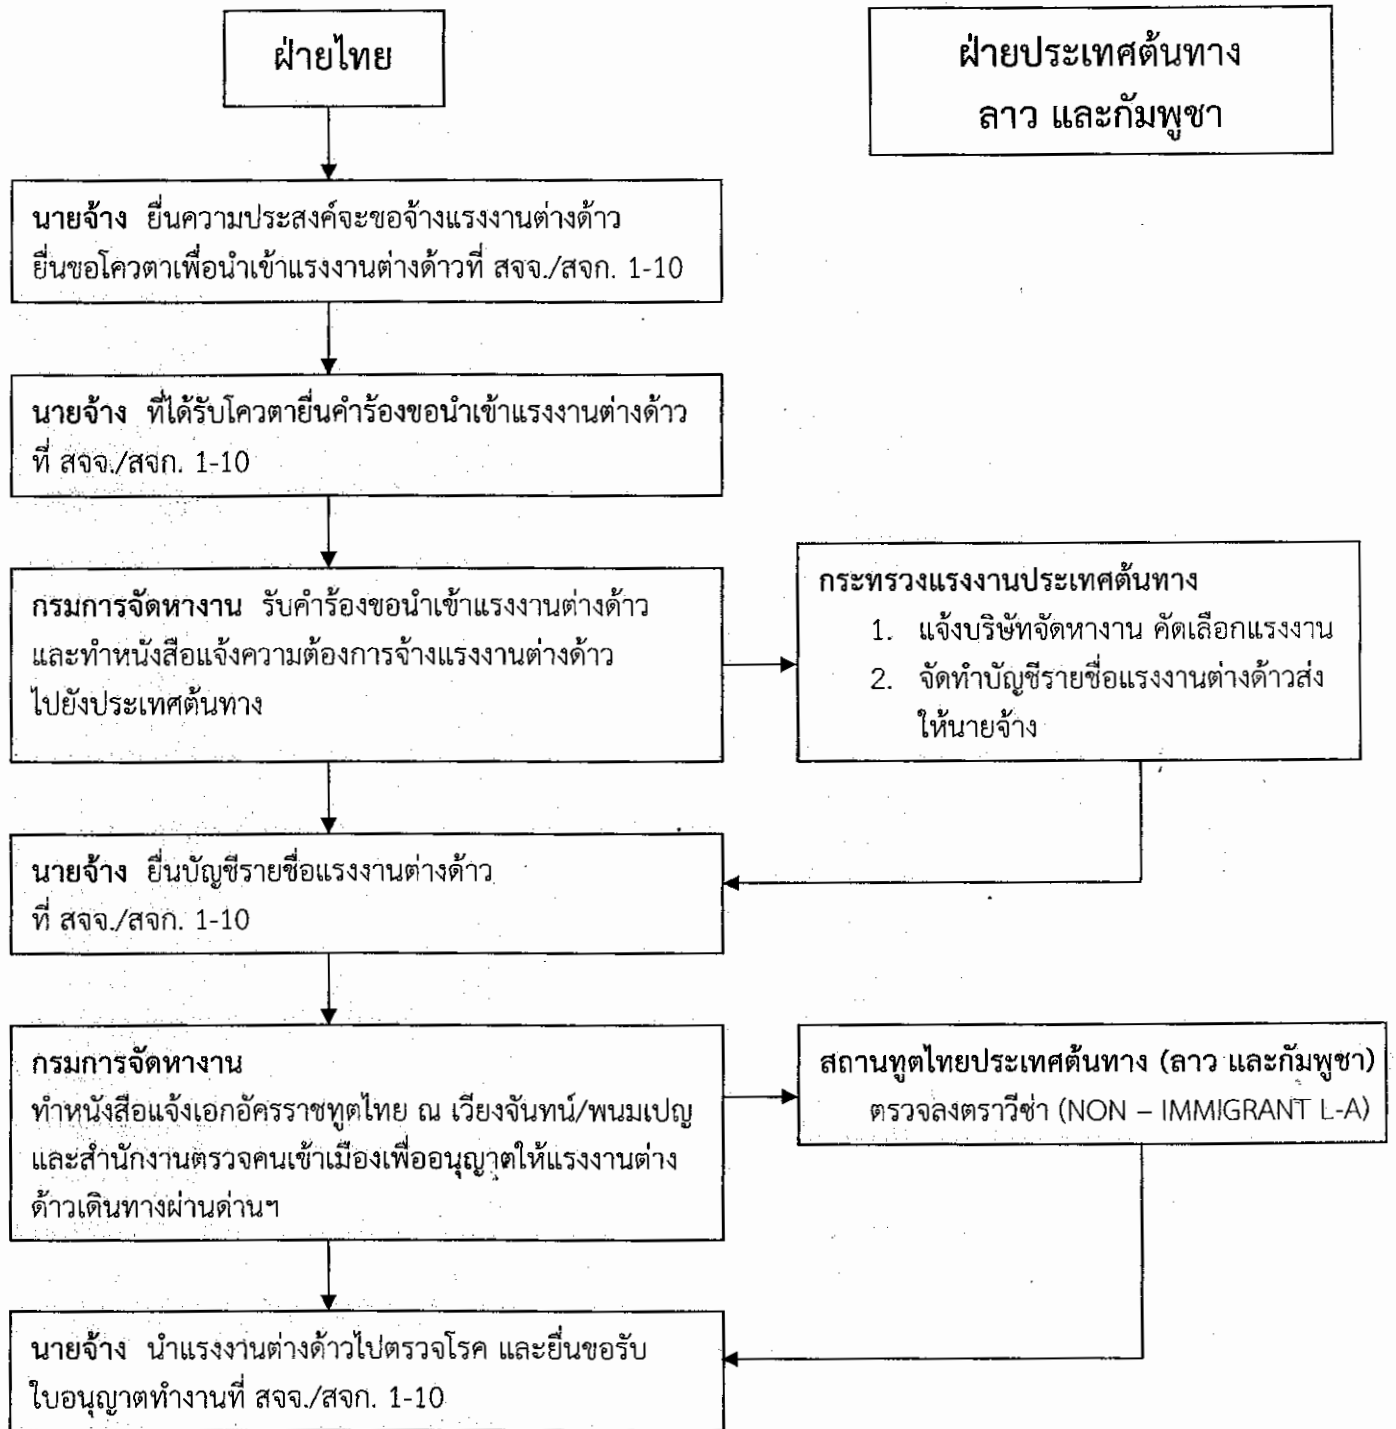 ฝ่ายไทย
ฝ่ายประเทศต้นทาง
ลาว และกัมพูชา
นายจ้าง ยื่นความประสงค์จะขอจ้างแรงงานต่างด้าว
ยื่นขอโควตาเพื่อนำเข้าแรงงานต่างด้าวที่ สจจ./สจก. 1-10
นายจ้าง ที่ได้รับโควตายื่นคำร้องขอนำเข้าแรงงานต่างด้าว
ที่ สจจ./สจก. 1-10
กรมการจัดหางาน รับคำร้องขอนำเข้าแรงงานต่างด้าว
และทำหนังสือแจ้งความต้องการจ้างแรงงานต่างด้าว
ไปยังประเทศต้นทาง
กระทรวงแรงงานประเทศต้นทาง
1. แจ้งบริษัทจัดหางาน คัดเลือกแรงงาน
2. จัดทำบัญชีรายชื่อแรงงานต่างด้าวส่ง
ให้นายจ้าง
นายจ้าง ยื่นบัญชีรายชื่อแรงงานต่างด้าว
ที่ สจจ./สจก. 1-10
กรมการจัดหางาน
ทำหนังสือแจ้งเอกอัครราชทูตไทย ณ เวียงจันทน์/พนมเปญ
และสำนักงานตรวจคนเข้าเมืองเพื่ออนุญาตให้แรงงานต่าง
ด้าวเดินทางผ่านด่านฯ
สถานทูตไทยประเทศต้นทาง (ลาว และกัมพูชา)
ตรวจลงตราวีซ่า (NON – IMMIGRANT L-A)
นายจ้าง นำแรงงานต่างด้าวไปตรวจโรค และยื่นขอรับ
ใบอนุญาตทำงานที่ สจจ./สจก. 1-10